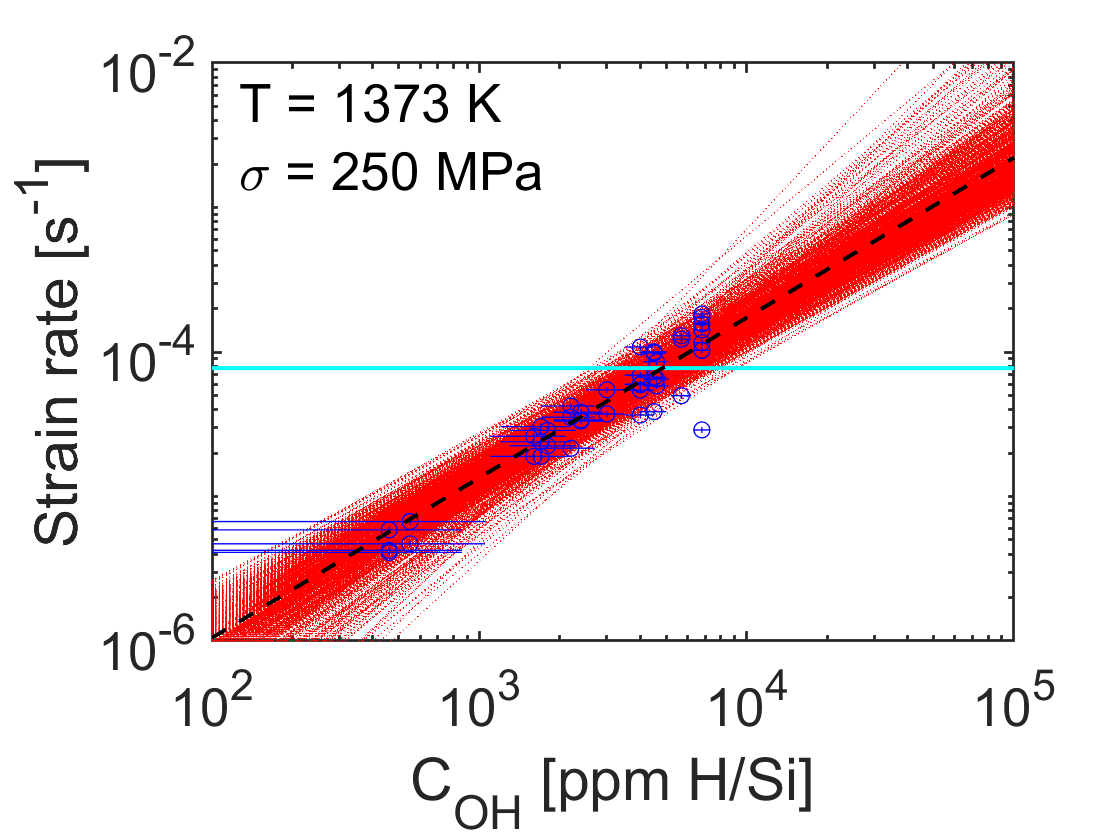 10^-2
T = 1373 K
σ = 250 MPa
Strain rate [s^-1]
10^-4
10^-6
10^2 10^3 10^4 10^5
C_OH [ppm H/Si]